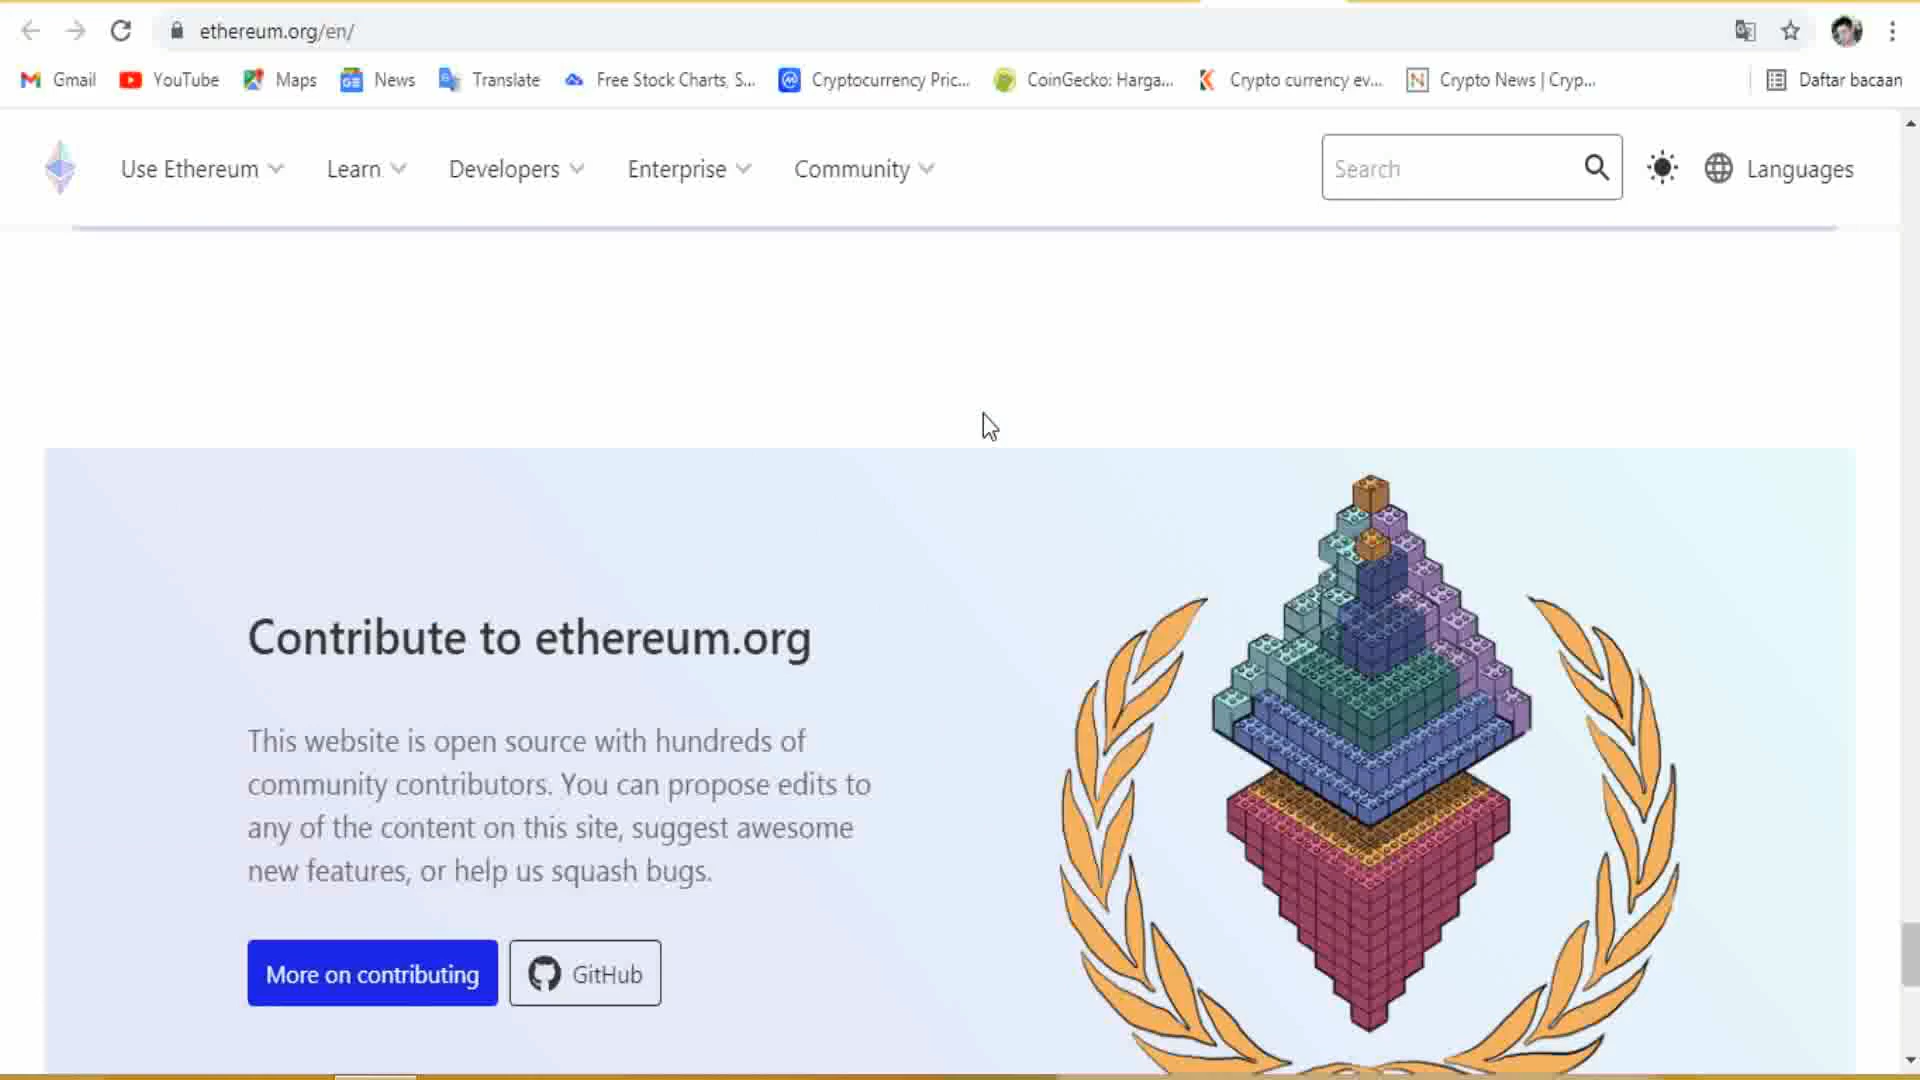 ethereum.org/en/
Gmail YouTube Maps News Translate Free Stock Charts, S... Cryptocurrency Pric... CoinGecko: Harga... Crypto currency ev... Crypto News | Cryp... Daftar bacaan
Use Ethereum Learn Developers Enterprise Community Search Languages
Contribute to ethereum.org
This website is open source with hundreds of
community contributors. You can propose edits to
any of the content on this site, suggest awesome
new features, or help us squash bugs.
More on contributing GitHub